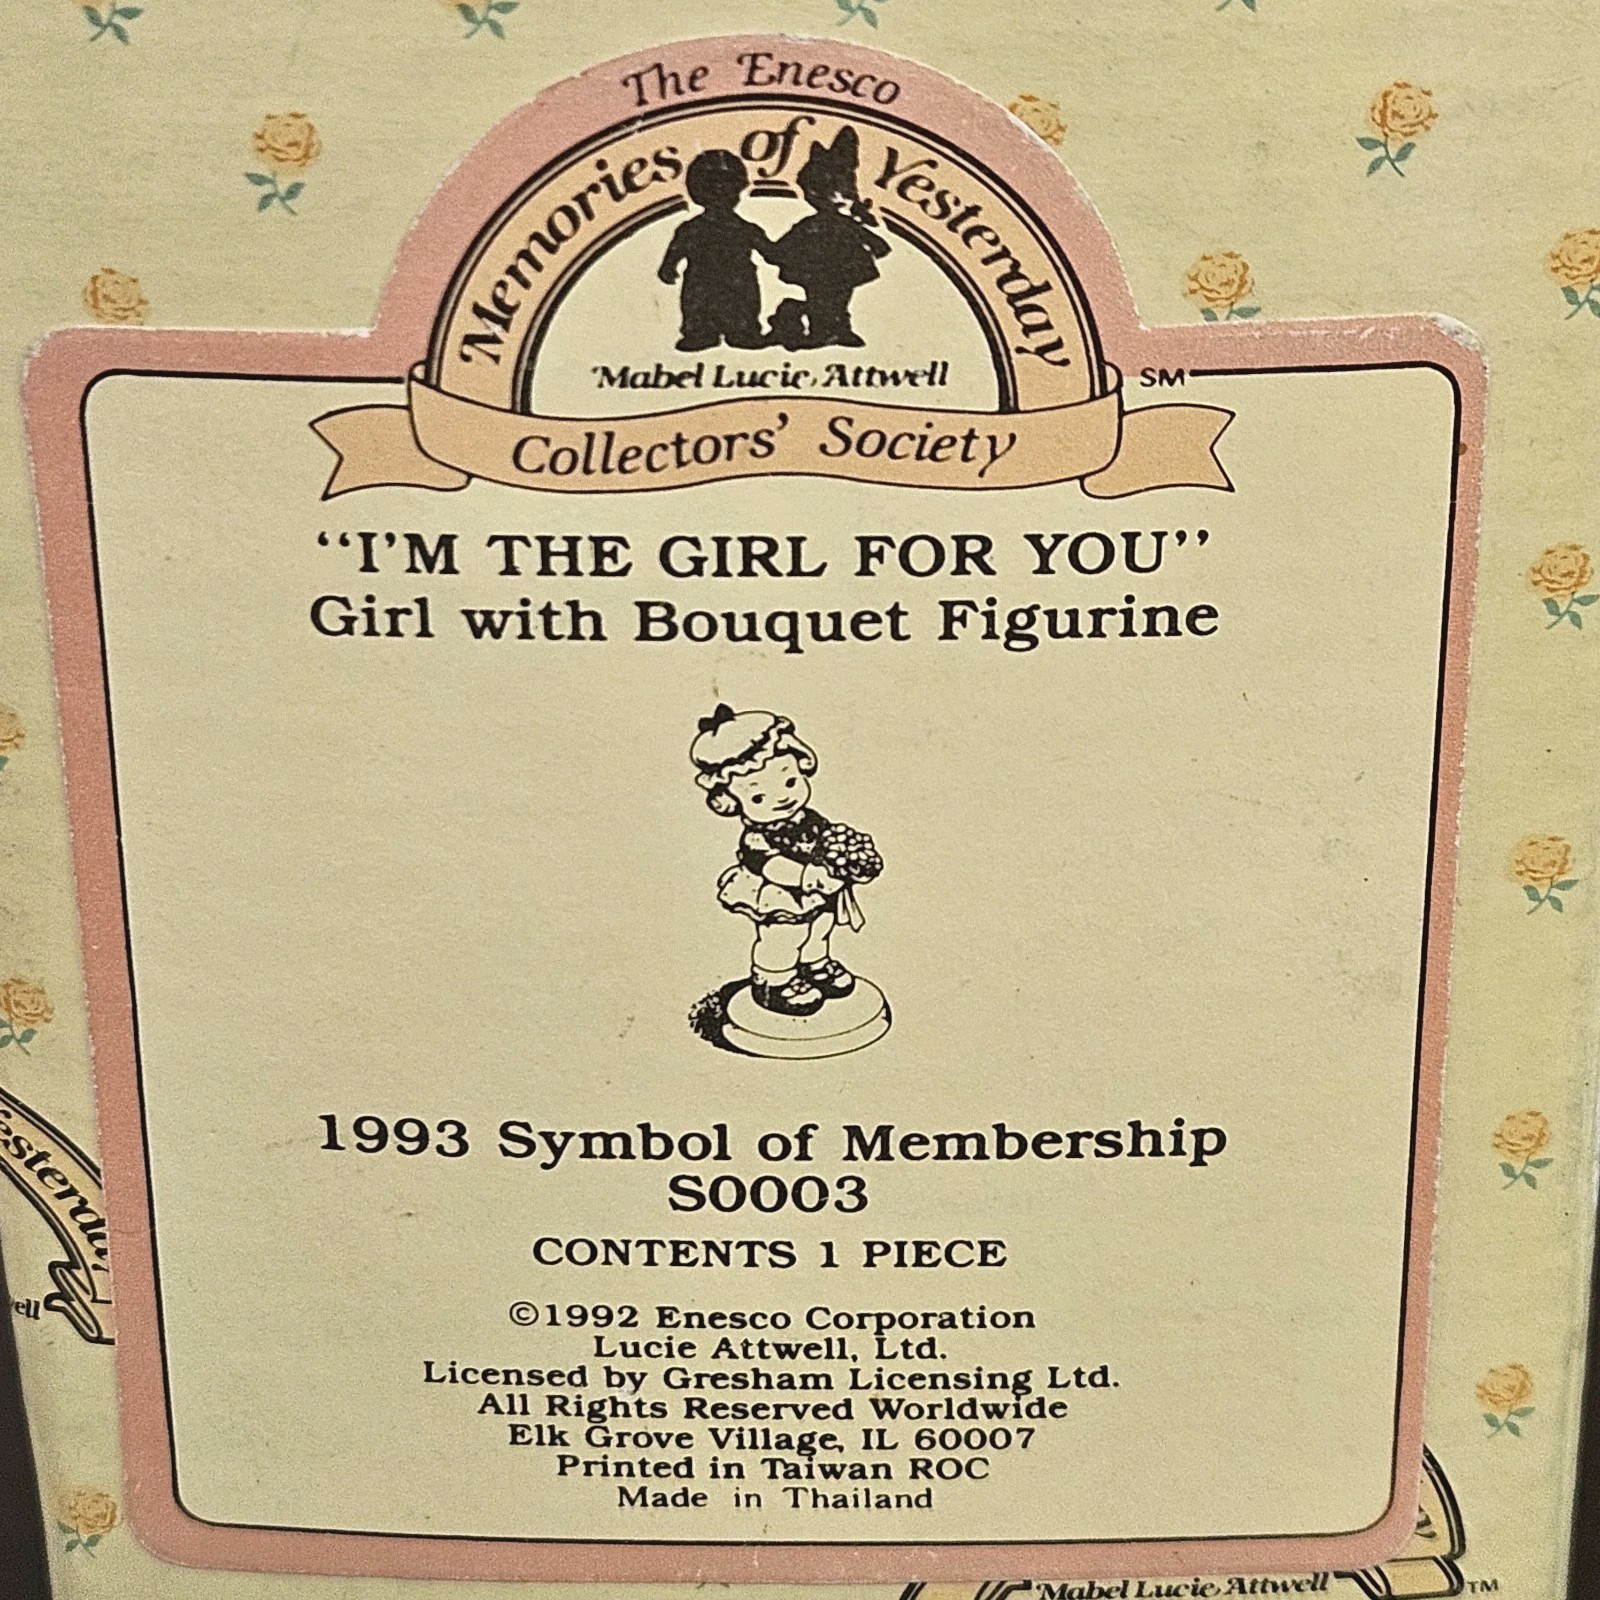 The Enesco
Memories of Yesterday
Mabel Lucie Attwell
SM
Collectors' Society
"I'M THE GIRL FOR YOU"
Girl with Bouquet Figurine
1993 Symbol of Membership
S0003
CONTENTS 1 PIECE
©1992 Enesco Corporation
Lucie Attwell, Ltd.
Licensed by Gresham Licensing Ltd.
All Rights Reserved Worldwide
Elk Grove Village, IL 60007
Printed in Taiwan ROC
Made in Thailand
Mabel Lucie Attwell TM